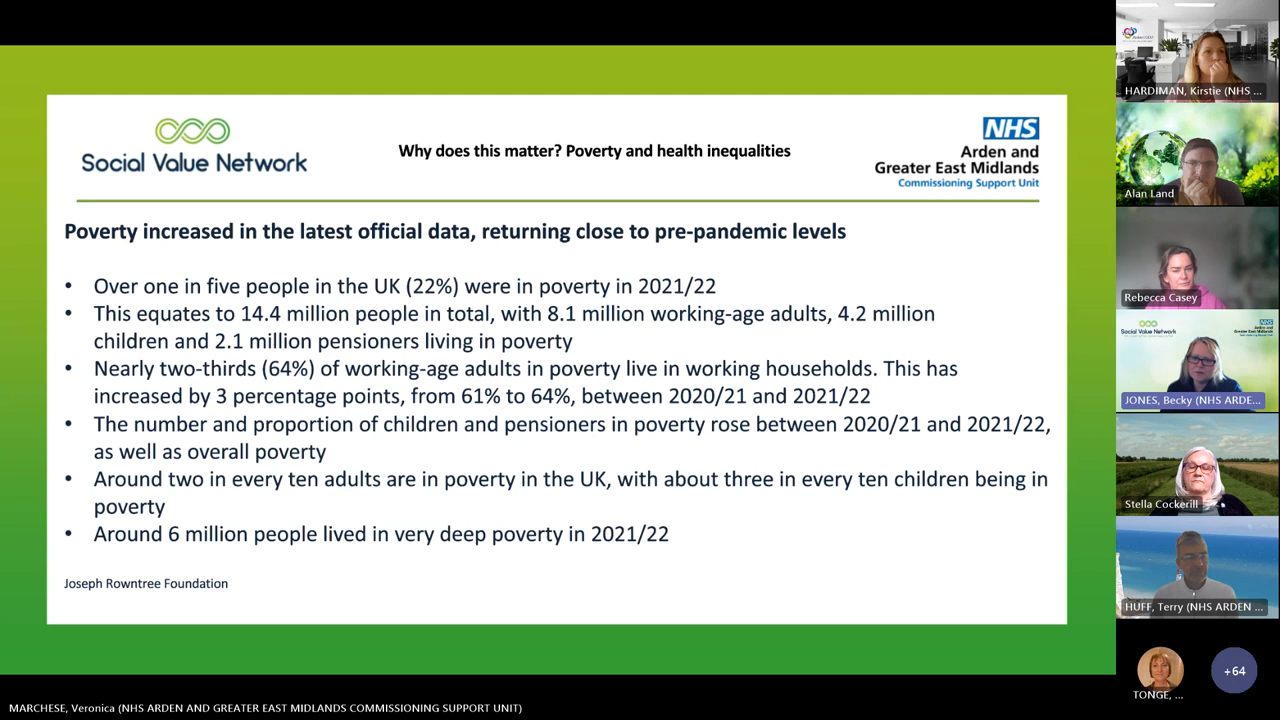 Social Value Network
Why does this matter? Poverty and health inequalities
NHS
Arden and
Greater East Midlands
Commissioning Support Unit
Poverty increased in the latest official data, returning close to pre-pandemic levels
• Over one in five people in the UK (22%) were in poverty in 2021/22
• This equates to 14.4 million people in total, with 8.1 million working-age adults, 4.2 million
children and 2.1 million pensioners living in poverty
• Nearly two-thirds (64%) of working-age adults in poverty live in working households. This has
increased by 3 percentage points, from 61% to 64%, between 2020/21 and 2021/22
• The number and proportion of children and pensioners in poverty rose between 2020/21 and 2021/22,
as well as overall poverty
• Around two in every ten adults are in poverty in the UK, with about three in every ten children being in
poverty
• Around 6 million people lived in very deep poverty in 2021/22
Joseph Rowntree Foundation
HARDIMAN, Kirstie (NHS ...
Alan Land
Rebecca Casey
Social Value Network
NHS
JONES, Becky (NHS ARDE...
Stella Cockerill
HUFF, Terry (NHS ARDEN ...
TONGE, ...
+64
MARCHESE, Veronica (NHS ARDEN AND GREATER EAST MIDLANDS COMMISSIONING SUPPORT UNIT)